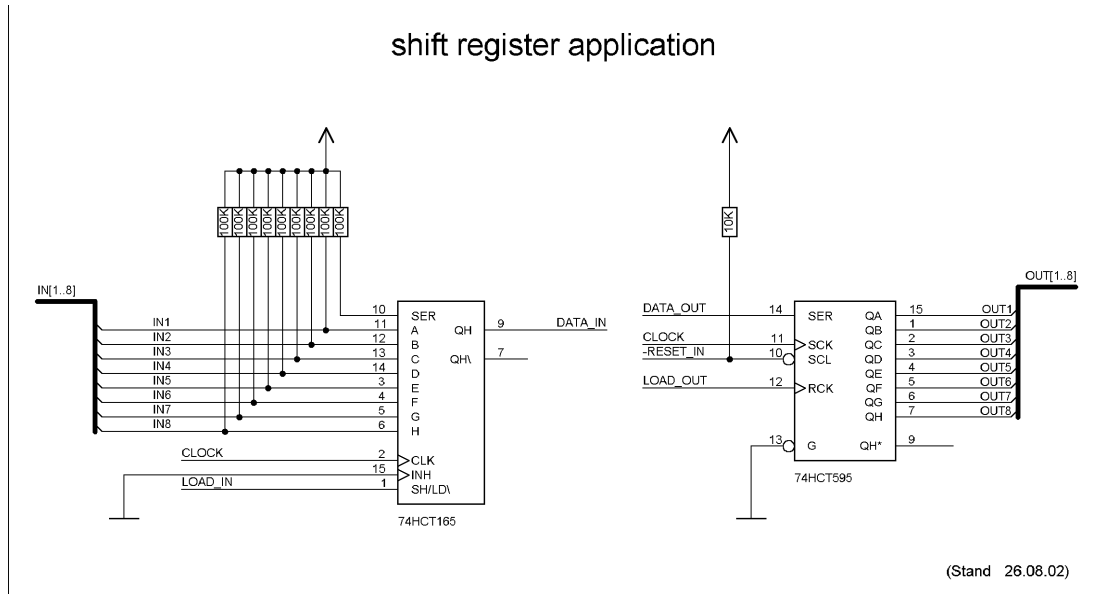 shift register application
100K 100K 100K 100K 100K 100K 100K 100K 100K
10K
IN[1..8]
IN1
IN2
IN3
IN4
IN5
IN6
IN7
IN8
CLOCK
LOAD_IN
10 SER
11 A
12 B
13 C
14 D
3 E
4 F
5 G
6 H
2 CLK
15 INH
1 SH/LD\
QH 9 DATA_IN
QH\ 7
74HCT165
DATA_OUT 14 SER
CLOCK 11 SCK
-RESET_IN 10 SCL
LOAD_OUT 12 RCK
13 G
QA 15 OUT1
QB 1 OUT2
QC 2 OUT3
QD 3 OUT4
QE 4 OUT5
QF 5 OUT6
QG 6 OUT7
QH 7 OUT8
QH* 9
OUT[1..8]
74HCT595
(Stand 26.08.02)